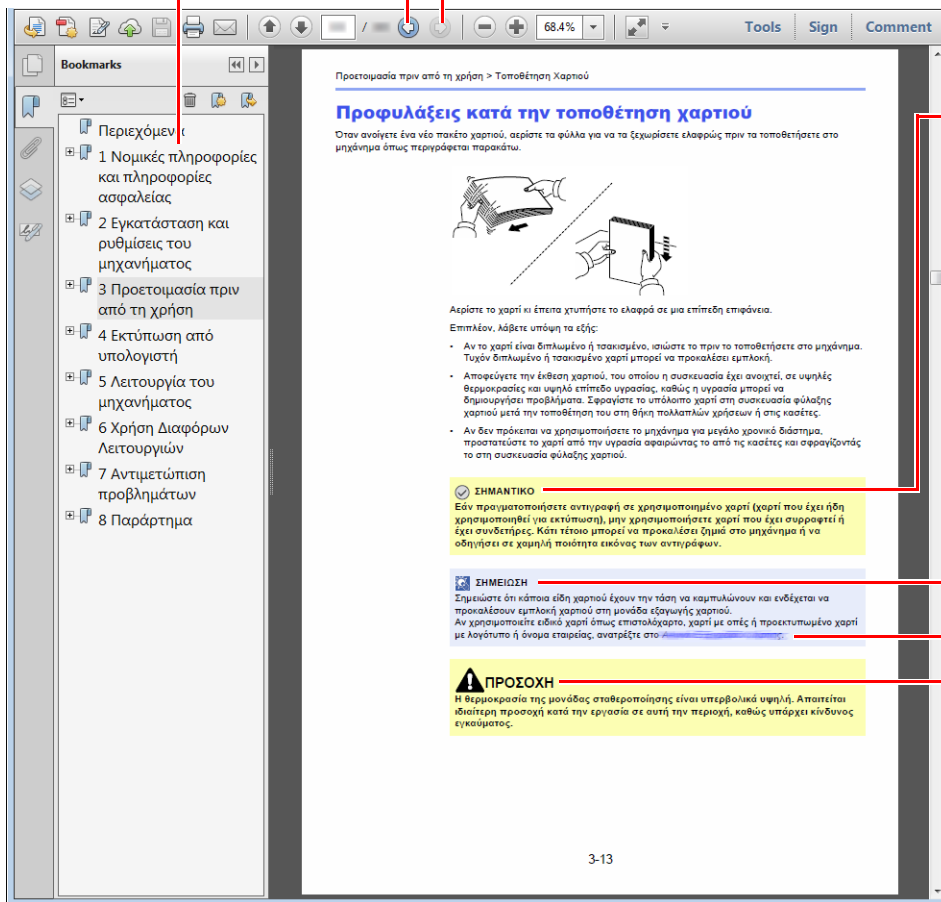 /
68.4%
Tools
Sign
Comment
Bookmarks
Περιεχόμενα
1 Νομικές πληροφορίες
και πληροφορίες
ασφαλείας
2 Εγκατάσταση και
ρυθμίσεις του
μηχανήματος
3 Προετοιμασία πριν
από τη χρήση
4 Εκτύπωση από
υπολογιστή
5 Λειτουργία του
μηχανήματος
6 Χρήση Διαφόρων
Λειτουργιών
7 Αντιμετώπιση
προβλημάτων
8 Παράρτημα
Προετοιμασία πριν από τη χρήση > Τοποθέτηση Χαρτιού
Προφυλάξεις κατά την τοποθέτηση χαρτιού
Όταν ανοίγετε ένα νέο πακέτο χαρτιού, αερίστε τα φύλλα για να τα ξεχωρίσετε ελαφρώς πριν τα τοποθετήσετε στο
μηχάνημα όπως περιγράφεται παρακάτω.
Αερίστε το χαρτί κι έπειτα χτυπήστε το ελαφρά σε μια επίπεδη επιφάνεια.
Επιπλέον, λάβετε υπόψη τα εξής:
• Αν το χαρτί είναι διπλωμένο ή τσακισμένο, ισιώστε το πριν το τοποθετήσετε στο μηχάνημα.
Τυχόν διπλωμένο ή τσακισμένο χαρτί μπορεί να προκαλέσει εμπλοκή.
• Αποφεύγετε την έκθεση χαρτιού, του οποίου η συσκευασία έχει ανοιχτεί, σε υψηλές
θερμοκρασίες και υψηλό επίπεδο υγρασίας, καθώς η υγρασία μπορεί να
δημιουργήσει προβλήματα. Σφραγίστε το υπόλοιπο χαρτί στη συσκευασία φύλαξης
χαρτιού μετά την τοποθέτηση του στη θήκη πολλαπλών χρήσεων ή στις κασέτες.
• Αν δεν πρόκειται να χρησιμοποιήσετε το μηχάνημα για μεγάλο χρονικό διάστημα,
προστατεύστε το χαρτί από την υγρασία αφαιρώντας το από τις κασέτες και σφραγίζοντάς
το στη συσκευασία φύλαξης χαρτιού.
ΣΗΜΑΝΤΙΚΟ
Εάν πραγματοποιήσετε αντιγραφή σε χρησιμοποιημένο χαρτί (χαρτί που έχει ήδη
χρησιμοποιηθεί για εκτύπωση), μην χρησιμοποιήσετε χαρτί που έχει συρραφτεί ή
έχει συνδετήρες. Κάτι τέτοιο μπορεί να προκαλέσει ζημιά στο μηχάνημα ή να
οδηγήσει σε χαμηλή ποιότητα εικόνας των αντιγράφων.
ΣΗΜΕΙΩΣΗ
Σημειώστε ότι κάποια είδη χαρτιού έχουν την τάση να καμπυλώνουν και ενδέχεται να
προκαλέσουν εμπλοκή χαρτιού στη μονάδα εξαγωγής χαρτιού.
Αν χρησιμοποιείτε ειδικό χαρτί όπως επιστολόχαρτο, χαρτί με οπές ή προεκτυπωμένο χαρτί
με λογότυπο ή όνομα εταιρείας, ανατρέξτε στο
ΠΡΟΣΟΧΗ
Η θερμοκρασία της μονάδας σταθεροποίησης είναι υπερβολικά υψηλή. Απαιτείται
ιδιαίτερη προσοχή κατά την εργασία σε αυτή την περιοχή, καθώς υπάρχει κίνδυνος
εγκαύματος.
3-13